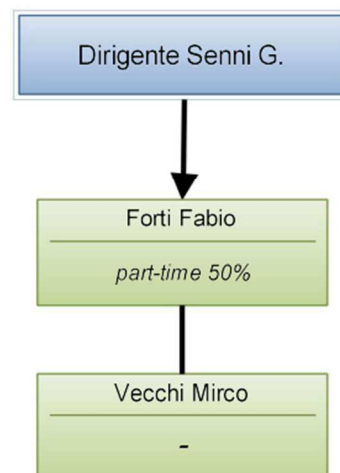 Dirigente Senni G.
Forti Fabio
part-time 50%
Vecchi Mirco
-